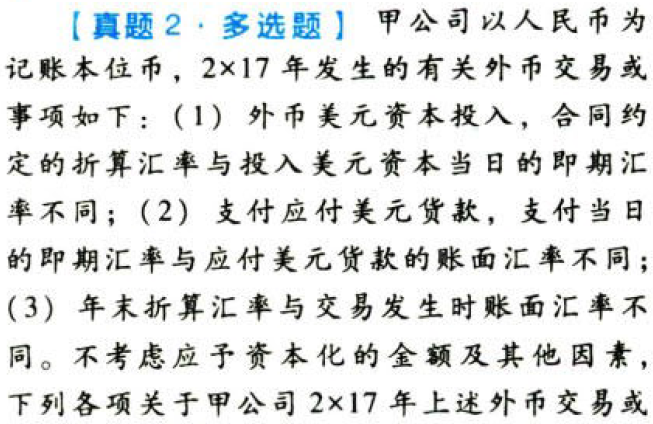 【真题2·多选题】 甲公司以人民币为
记账本位币，2×17年发生的有关外币交易或
事项如下：（1）外币美元资本投入，合同约
定的折算汇率与投入美元资本当日的即期汇
率不同；（2）支付应付美元货款，支付当日
的即期汇率与应付美元货款的账面汇率不同；
（3）年末折算汇率与交易发生时账面汇率不
同。不考虑应予资本化的金额及其他因素，
下列各项关于甲公司2×17年上述外币交易或